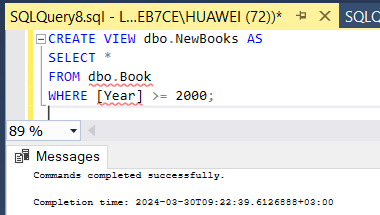 SQLQuery8.sql - L...EB7CE\HUAWEI (72))*
SQLQ
CREATE VIEW dbo.NewBooks AS
SELECT *
FROM dbo.Book
WHERE [Year] >= 2000;
89 %
Messages
Commands completed successfully.
Completion time: 2024-03-30T09:22:39.6126888+03:00